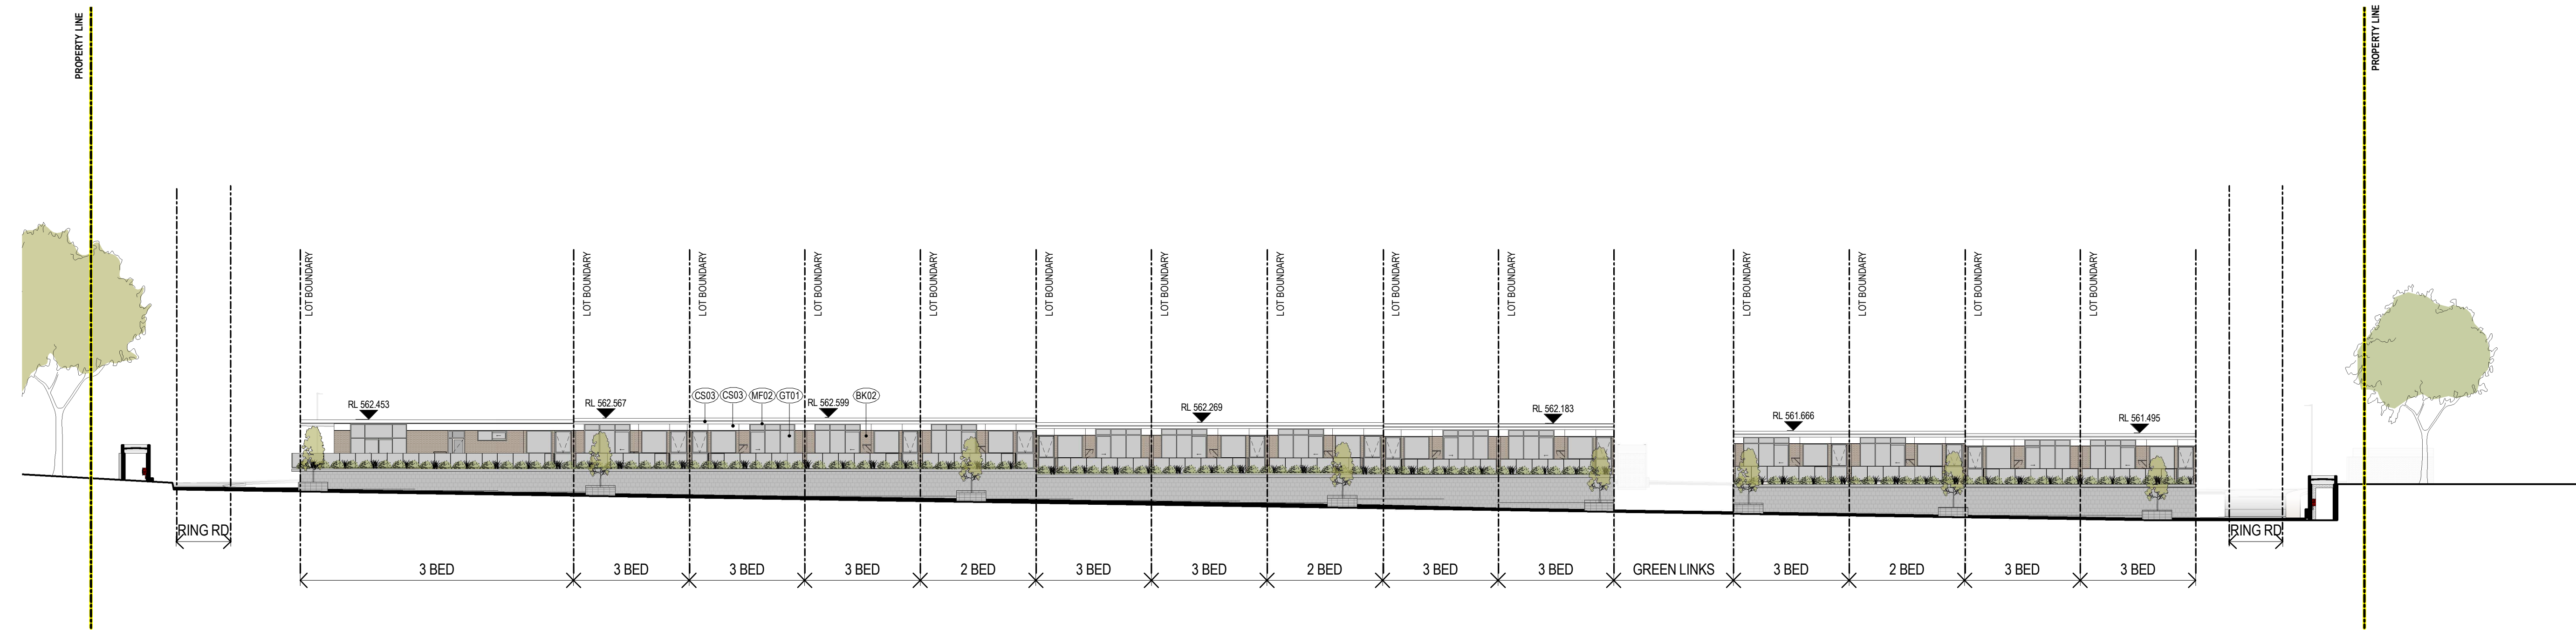 PROPERTY LINE
PROPERTY LINE
LOT BOUNDARY
LOT BOUNDARY
LOT BOUNDARY
LOT BOUNDARY
LOT BOUNDARY
LOT BOUNDARY
LOT BOUNDARY
LOT BOUNDARY
LOT BOUNDARY
LOT BOUNDARY
LOT BOUNDARY
LOT BOUNDARY
LOT BOUNDARY
LOT BOUNDARY
RL 562.453
RL 562.567
CS03
CS03
MF02
GT01
RL 562.599
BK02
RL 562.269
RL 562.183
RL 561.666
RL 561.495
RING RD
RING RD
3 BED
3 BED
3 BED
3 BED
2 BED
3 BED
3 BED
2 BED
3 BED
3 BED
GREEN LINKS
3 BED
2 BED
3 BED
3 BED